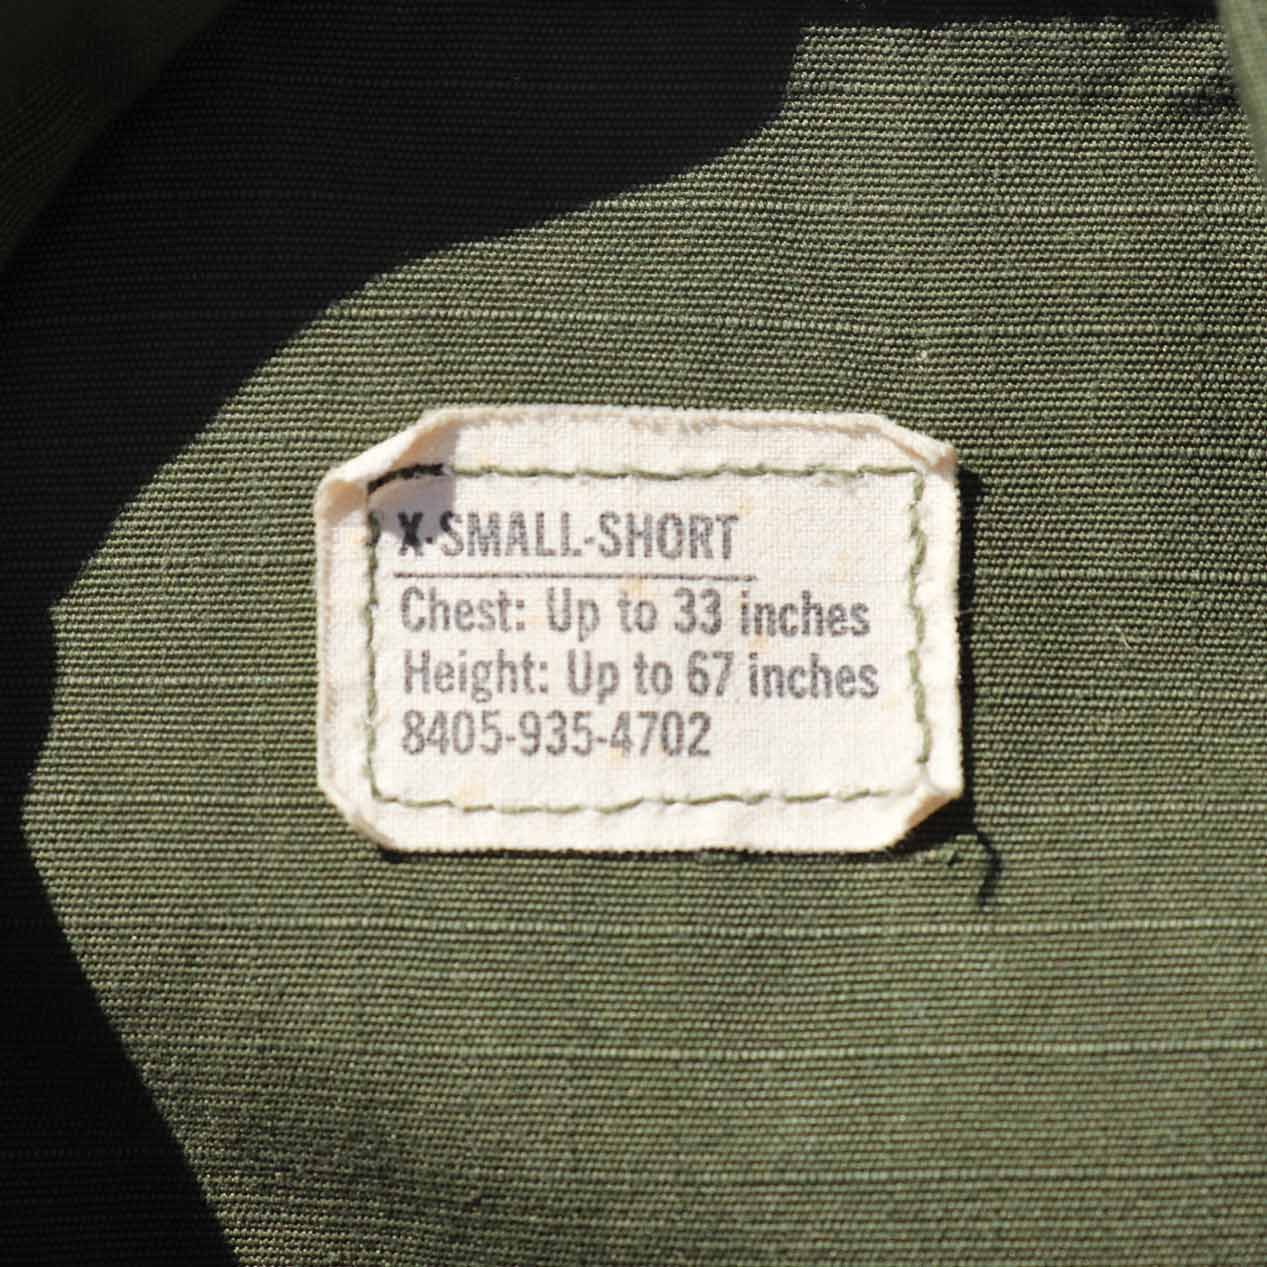 X-SMALL-SHORT
Chest: Up to 33 inches
Height: Up to 67 inches
8405-935-4702